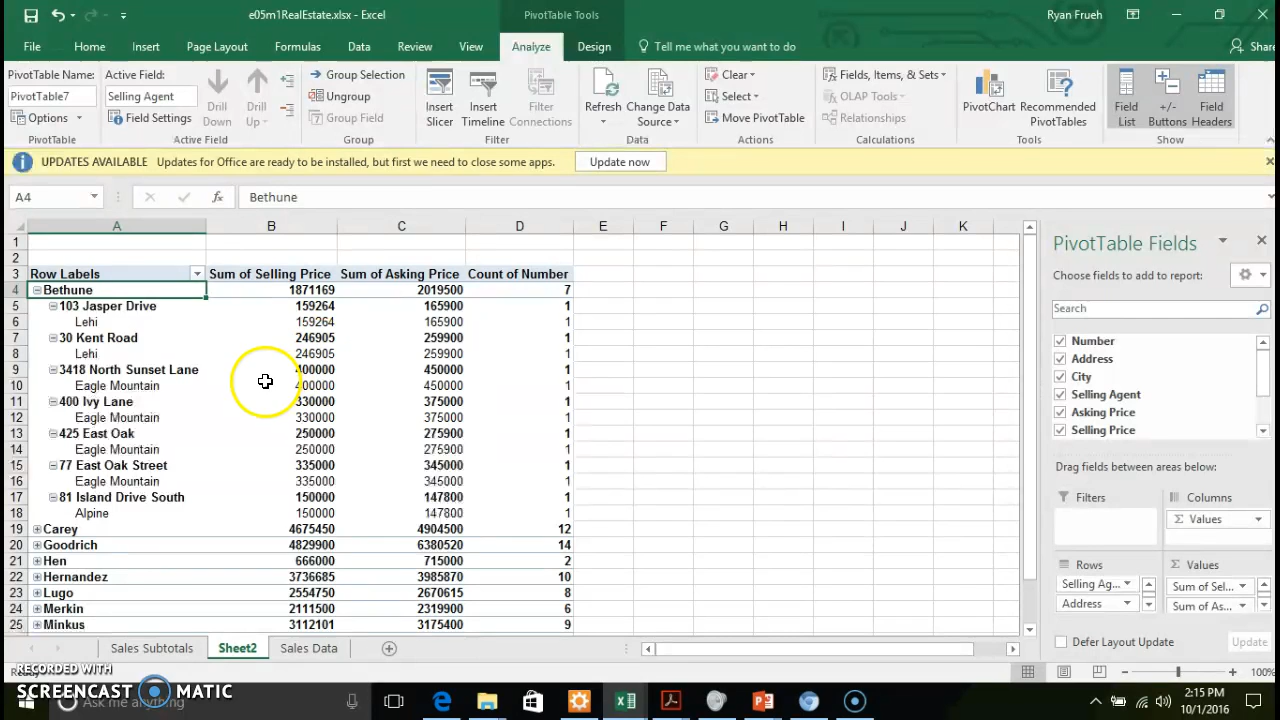 e05m1RealEstate.xlsx - Excel
PivotTable Tools
Ryan Frueh
File Home Insert Page Layout Formulas Data Review View Analyze Design Tell me what you want to do Share
PivotTable Name:
PivotTable7
Options
PivotTable
Active Field:
Selling Agent
Field Settings
Drill Down
Drill Up
Active Field
Group Selection
Ungroup
Group Field
Group
Insert Slicer
Insert Timeline
Filter Connections
Filter
Refresh
Change Data Source
Data
Clear
Select
Move PivotTable
Actions
Fields, Items, & Sets
OLAP Tools
Relationships
Calculations
PivotChart
Recommended PivotTables
Tools
Field List
+/- Buttons
Field Headers
Show
UPDATES AVAILABLE Updates for Office are ready to be installed, but first we need to close some apps. Update now
A4 fx Bethune
A B C D E F G H I J K
1
2
3 Row Labels Sum of Selling Price Sum of Asking Price Count of Number
4 Bethune 1871169 2019500 7
5 103 Jasper Drive 159264 165900 1
6 Lehi 159264 165900 1
7 30 Kent Road 246905 259900 1
8 Lehi 246905 259900 1
9 3418 North Sunset Lane 400000 450000 1
10 Eagle Mountain 400000 450000 1
11 400 Ivy Lane 330000 375000 1
12 Eagle Mountain 330000 375000 1
13 425 East Oak 250000 275900 1
14 Eagle Mountain 250000 275900 1
15 77 East Oak Street 335000 345000 1
16 Eagle Mountain 335000 345000 1
17 81 Island Drive South 150000 147800 1
18 Alpine 150000 147800 1
19 Carey 4675450 4904500 12
20 Goodrich 4829900 6380520 14
21 Hen 666000 715000 2
22 Hernandez 3736685 3985870 10
23 Lugo 2554750 2670615 8
24 Merkin 2111500 2319900 6
25 Minkus 3112101 3175400 9
PivotTable Fields
Choose fields to add to report:
Search
Number
Address
City
Selling Agent
Asking Price
Selling Price
Drag fields between areas below:
Filters Columns
Values
Rows Values
Selling Ag... Sum of Sel...
Address Sum of As...
Defer Layout Update Update
Sales Subtotals Sheet2 Sales Data
100%
RECORDED WITH
SCREENCAST MATIC
Ask me anything
2:15 PM
10/1/2016